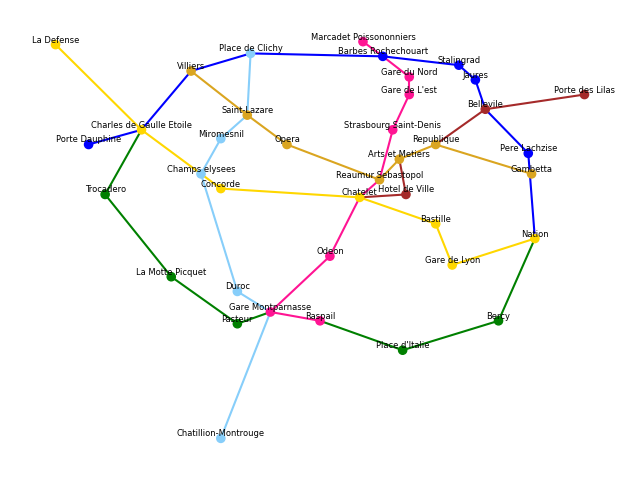 Marcadet Poissononniers
La Defense
Place de Clichy
Barbes Rochechouart
Stalingrad
Villiers
Gare du Nord
Jaures
Gare de L'est
Porte des Lilas
Belleville
Saint-Lazare
Charles de Gaulle Etoile
Strasbourg Saint-Denis
Miromesnil
Porte Dauphine
Opera
Republique
Pere Lachzise
Arts et Metiers
Champs elysees
Gambetta
Reaumur Sebastopol
Concorde
Trocadero
Hotel de Ville
Chatelet
Bastille
Nation
Odeon
Gare de Lyon
La Motte Picquet
Duroc
Gare Montparnasse
Raspail
Bercy
Pasteur
Place d'Italie
Chatillion-Montrouge